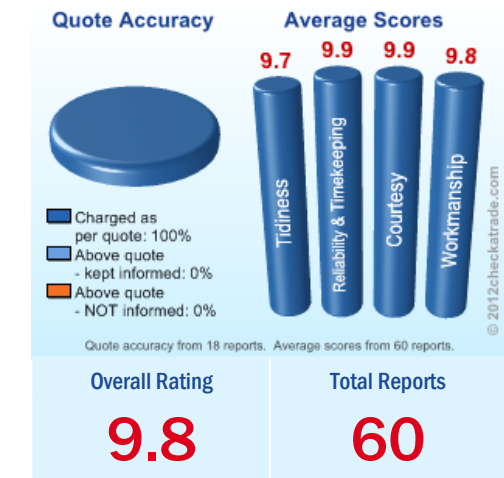 Quote Accuracy
Average Scores
9.7
9.9
9.9
9.8
Tidiness
Reliability & Timekeeping
Courtesy
Workmanship
Charged as
per quote: 100%
Above quote
- kept informed: 0%
Above quote
- NOT informed: 0%
© 2012checkatrade.com
Quote accuracy from 18 reports. Average scores from 60 reports.
Overall Rating
Total Reports
9.8
60